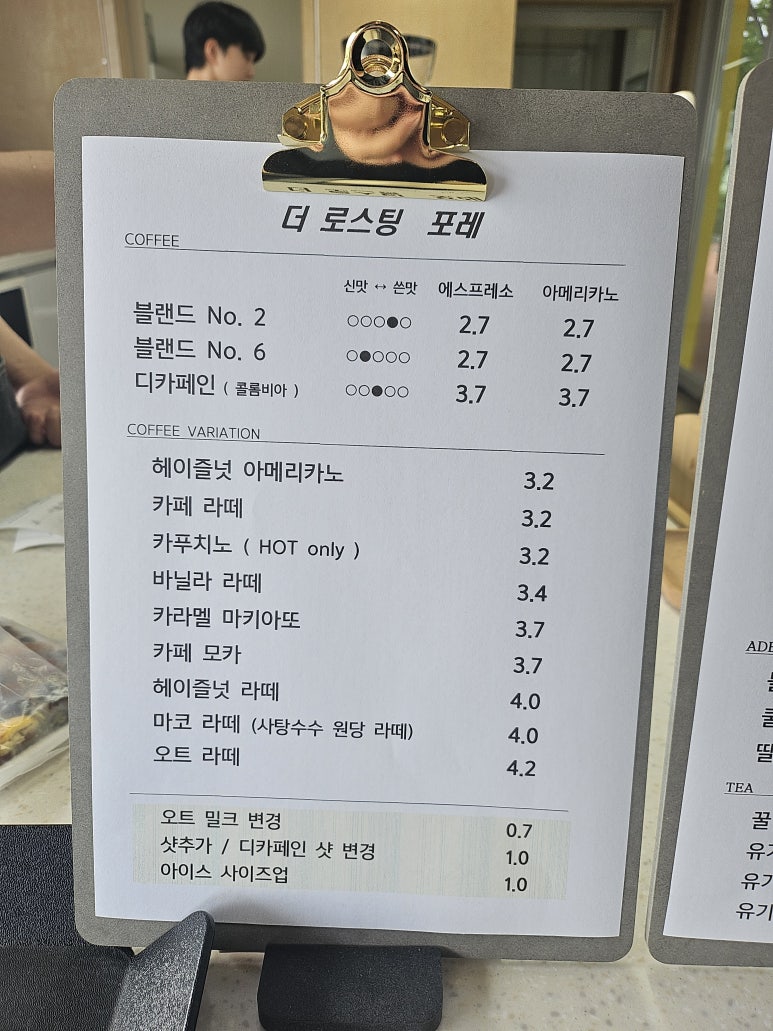 더 로스팅 포레
COFFEE
신맛 ↔ 쓴맛 에스프레소 아메리카노
블랜드 No. 2 ○○○●○ 2.7 2.7
블랜드 No. 6 ○●○○○ 2.7 2.7
디카페인 ( 콜롬비아 ) ○○●○○ 3.7 3.7
COFFEE VARIATION
헤이즐넛 아메리카노 3.2
카페 라떼 3.2
카푸치노 ( HOT only ) 3.2
바닐라 라떼 3.4
카라멜 마키아또 3.7
카페 모카 3.7
헤이즐넛 라떼 4.0
마코 라떼 (사탕수수 원당 라떼) 4.0
오트 라떼 4.2
오트 밀크 변경 0.7
샷추가 / 디카페인 샷 변경 1.0
아이스 사이즈업 1.0
TEA
꿀